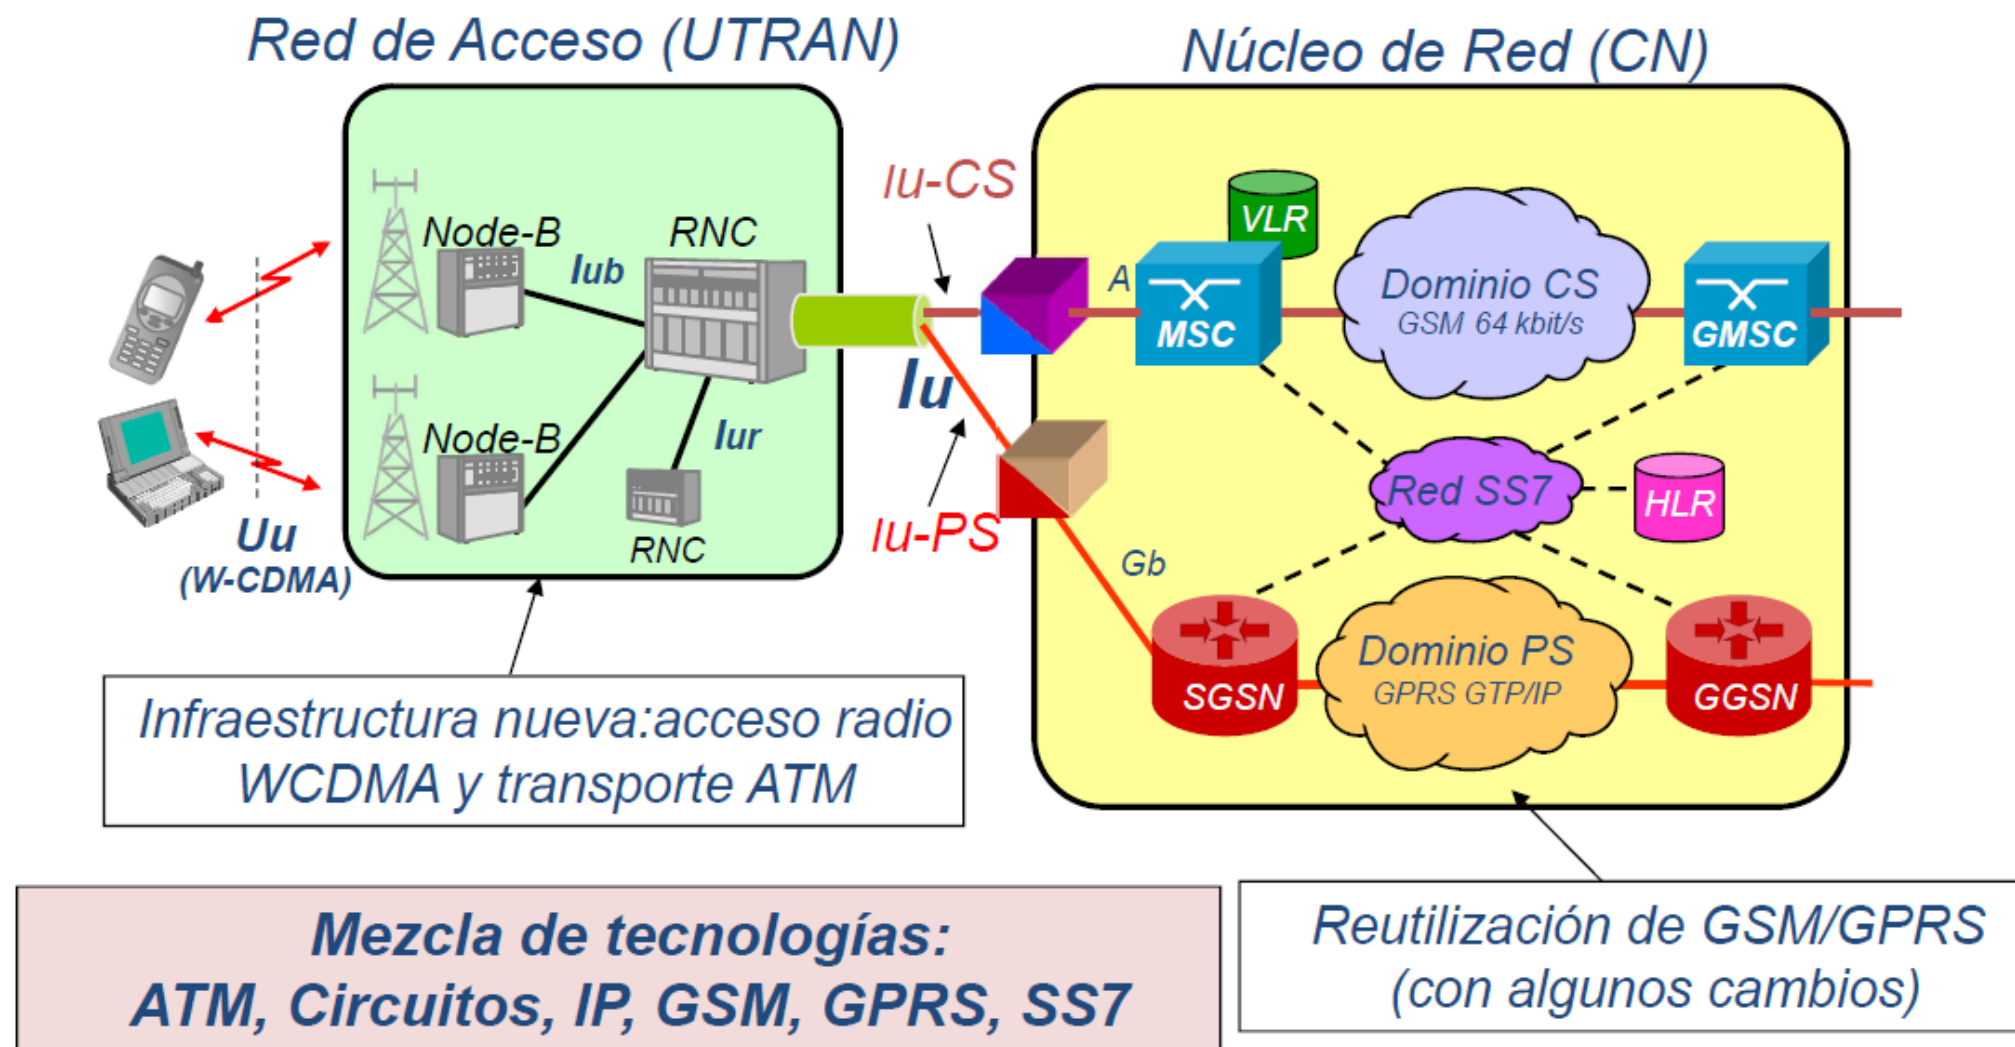 Red de Acceso (UTRAN)
Núcleo de Red (CN)
Iu-CS
VLR
Node-B
RNC
Iub
A
MSC
Dominio CS
GSM 64 kbit/s
GMSC
Iu
Node-B
Iur
RNC
Iu-PS
Red SS7
HLR
Uu
(W-CDMA)
Gb
SGSN
Dominio PS
GPRS GTP/IP
GGSN
Infraestructura nueva:acceso radio
WCDMA y transporte ATM
Mezcla de tecnologías:
ATM, Circuitos, IP, GSM, GPRS, SS7
Reutilización de GSM/GPRS
(con algunos cambios)